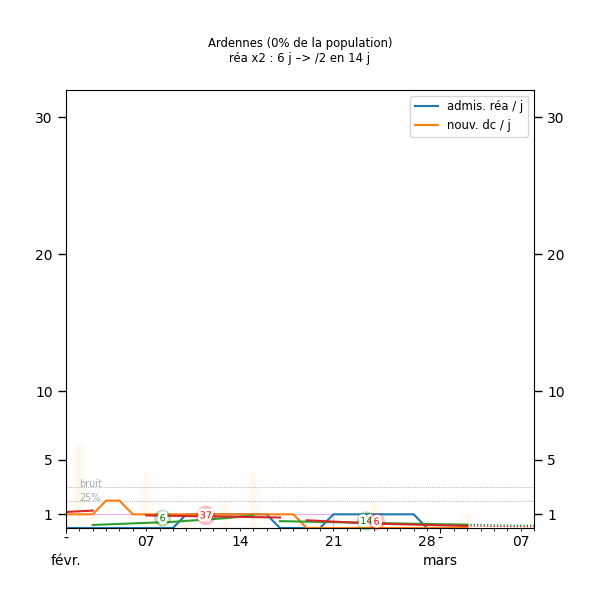 Ardennes (0% de la population)
réa x2 : 6 j –> /2 en 14 j
admis. réa / j
nouv. dc / j
30 30
20 20
10 10
5 5
bruit
25%
1 1
6 37 14 6
- 07 14 21 28 - 07
févr. mars